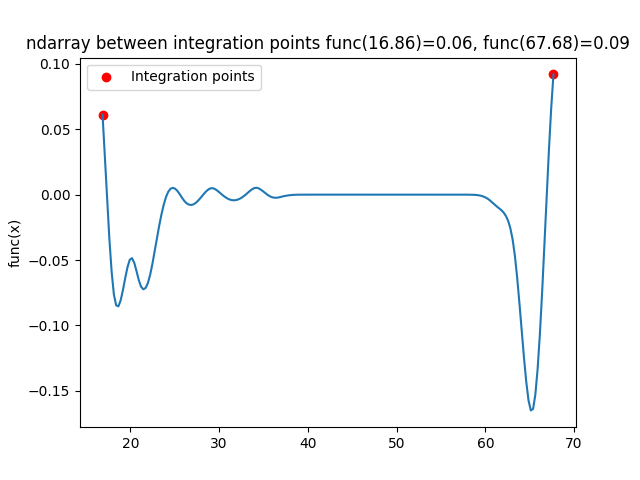 ndarray between integration points func(16.86)=0.06, func(67.68)=0.09
Integration points
func(x)
0.10
0.05
0.00
−0.05
−0.10
−0.15
20 30 40 50 60 70